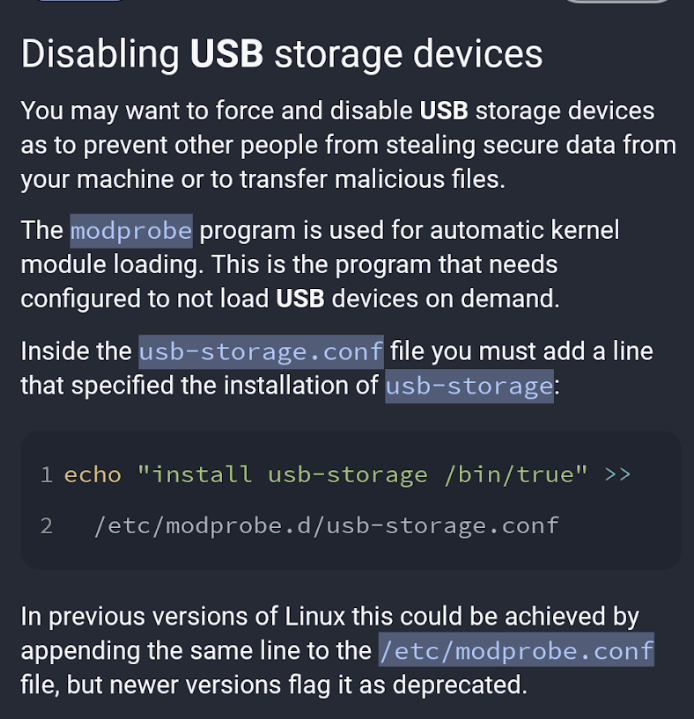 Disabling USB storage devices
You may want to force and disable USB storage devices
as to prevent other people from stealing secure data from
your machine or to transfer malicious files.
The modprobe program is used for automatic kernel
module loading. This is the program that needs
configured to not load USB devices on demand.
Inside the usb-storage.conf file you must add a line
that specified the installation of usb-storage:
1 echo "install usb-storage /bin/true" >>
2 /etc/modprobe.d/usb-storage.conf
In previous versions of Linux this could be achieved by
appending the same line to the /etc/modprobe.conf
file, but newer versions flag it as deprecated.